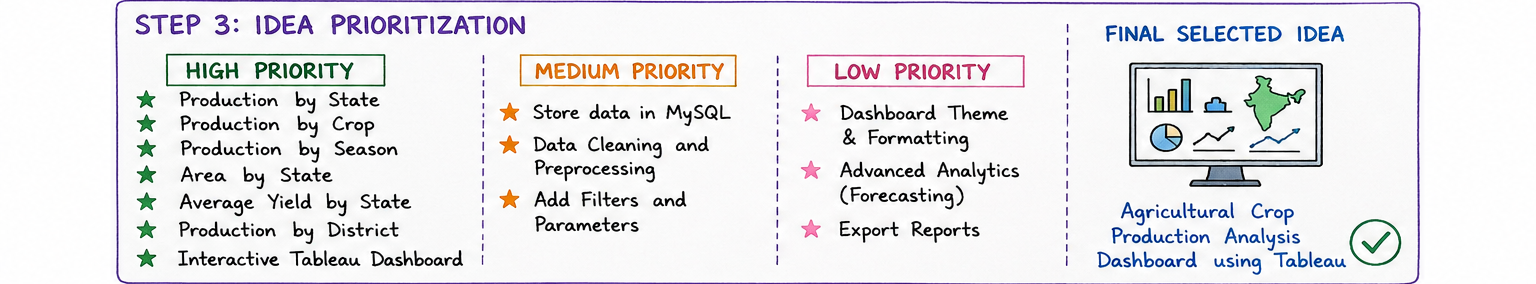 STEP 3: IDEA PRIORITIZATION
HIGH PRIORITY
Production by State
Production by Crop
Production by Season
Area by State
Average Yield by State
Production by District
Interactive Tableau Dashboard
MEDIUM PRIORITY
Store data in MySQL
Data Cleaning and
Preprocessing
Add Filters and
Parameters
LOW PRIORITY
Dashboard Theme
& Formatting
Advanced Analytics
(Forecasting)
Export Reports
FINAL SELECTED IDEA
Agricultural Crop
Production Analysis
Dashboard using Tableau